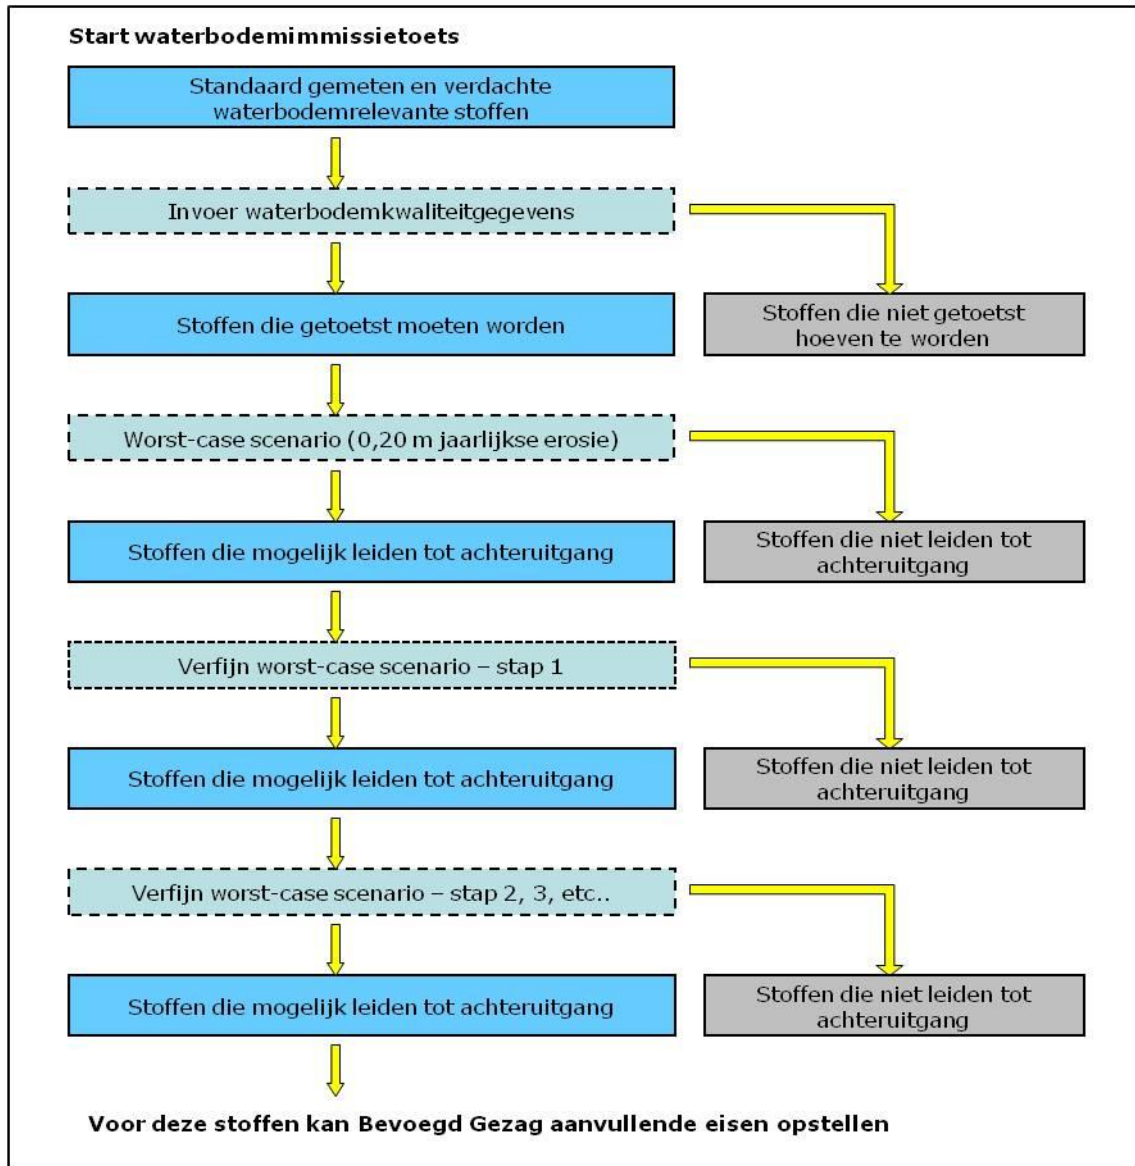 Start waterbodemimmissietoets
Standaard gemeten en verdachte
waterbodemrelevante stoffen
Invoer waterbodemkwaliteitgegevens
Stoffen die getoetst moeten worden
Stoffen die niet getoetst
hoeven te worden
Worst-case scenario (0,20 m jaarlijkse erosie)
Stoffen die mogelijk leiden tot achteruitgang
Stoffen die niet leiden tot
achteruitgang
Verfijn worst-case scenario – stap 1
Stoffen die mogelijk leiden tot achteruitgang
Stoffen die niet leiden tot
achteruitgang
Verfijn worst-case scenario – stap 2, 3, etc..
Stoffen die mogelijk leiden tot achteruitgang
Stoffen die niet leiden tot
achteruitgang
Voor deze stoffen kan Bevoegd Gezag aanvullende eisen opstellen